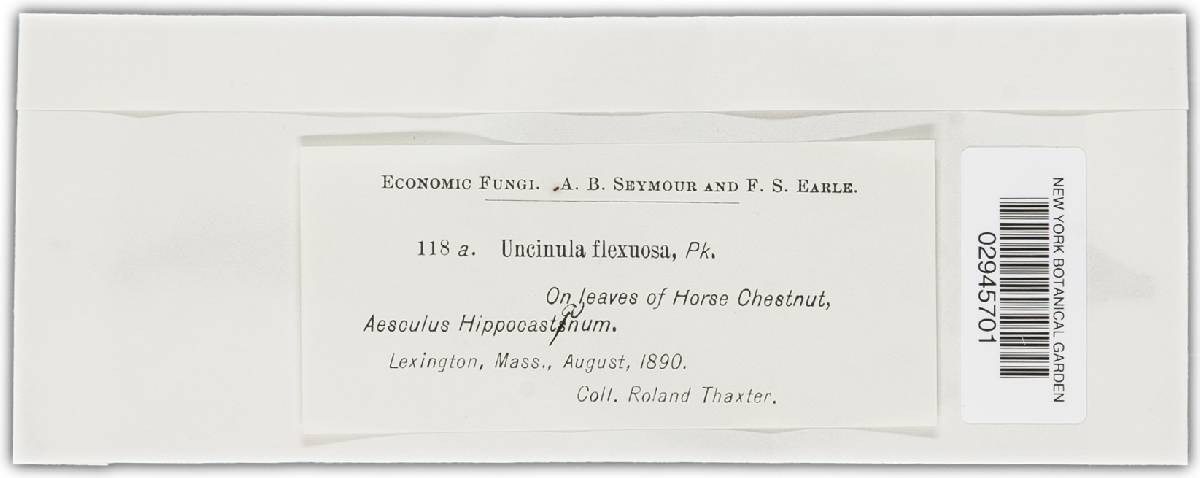 ECONOMIC FUNGI. A. B. SEYMOUR AND F. S. EARLE.
118 a. Uncinula flexuosa, Pk.
On leaves of Horse Chestnut,
Aesculus Hippocastanum.
Lexington, Mass., August, 1890.
Coll. Roland Thaxter.
NEW YORK BOTANICAL GARDEN
02945701